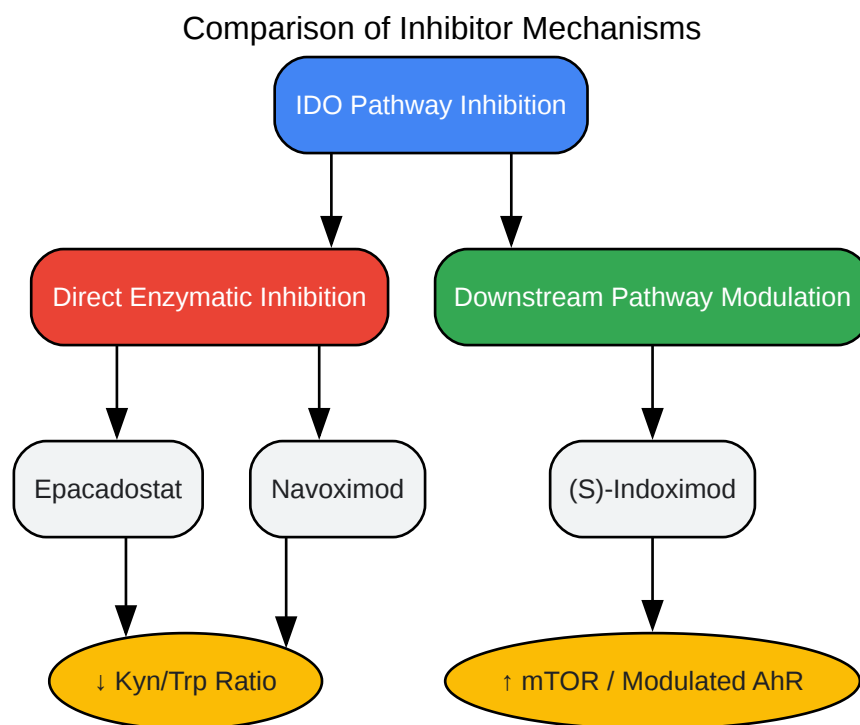 Comparison of Inhibitor Mechanisms
IDO Pathway Inhibition
Direct Enzymatic Inhibition
Downstream Pathway Modulation
Epacadostat
Navoximod
(S)-Indoximod
↓ Kyn/Trp Ratio
↑ mTOR / Modulated AhR